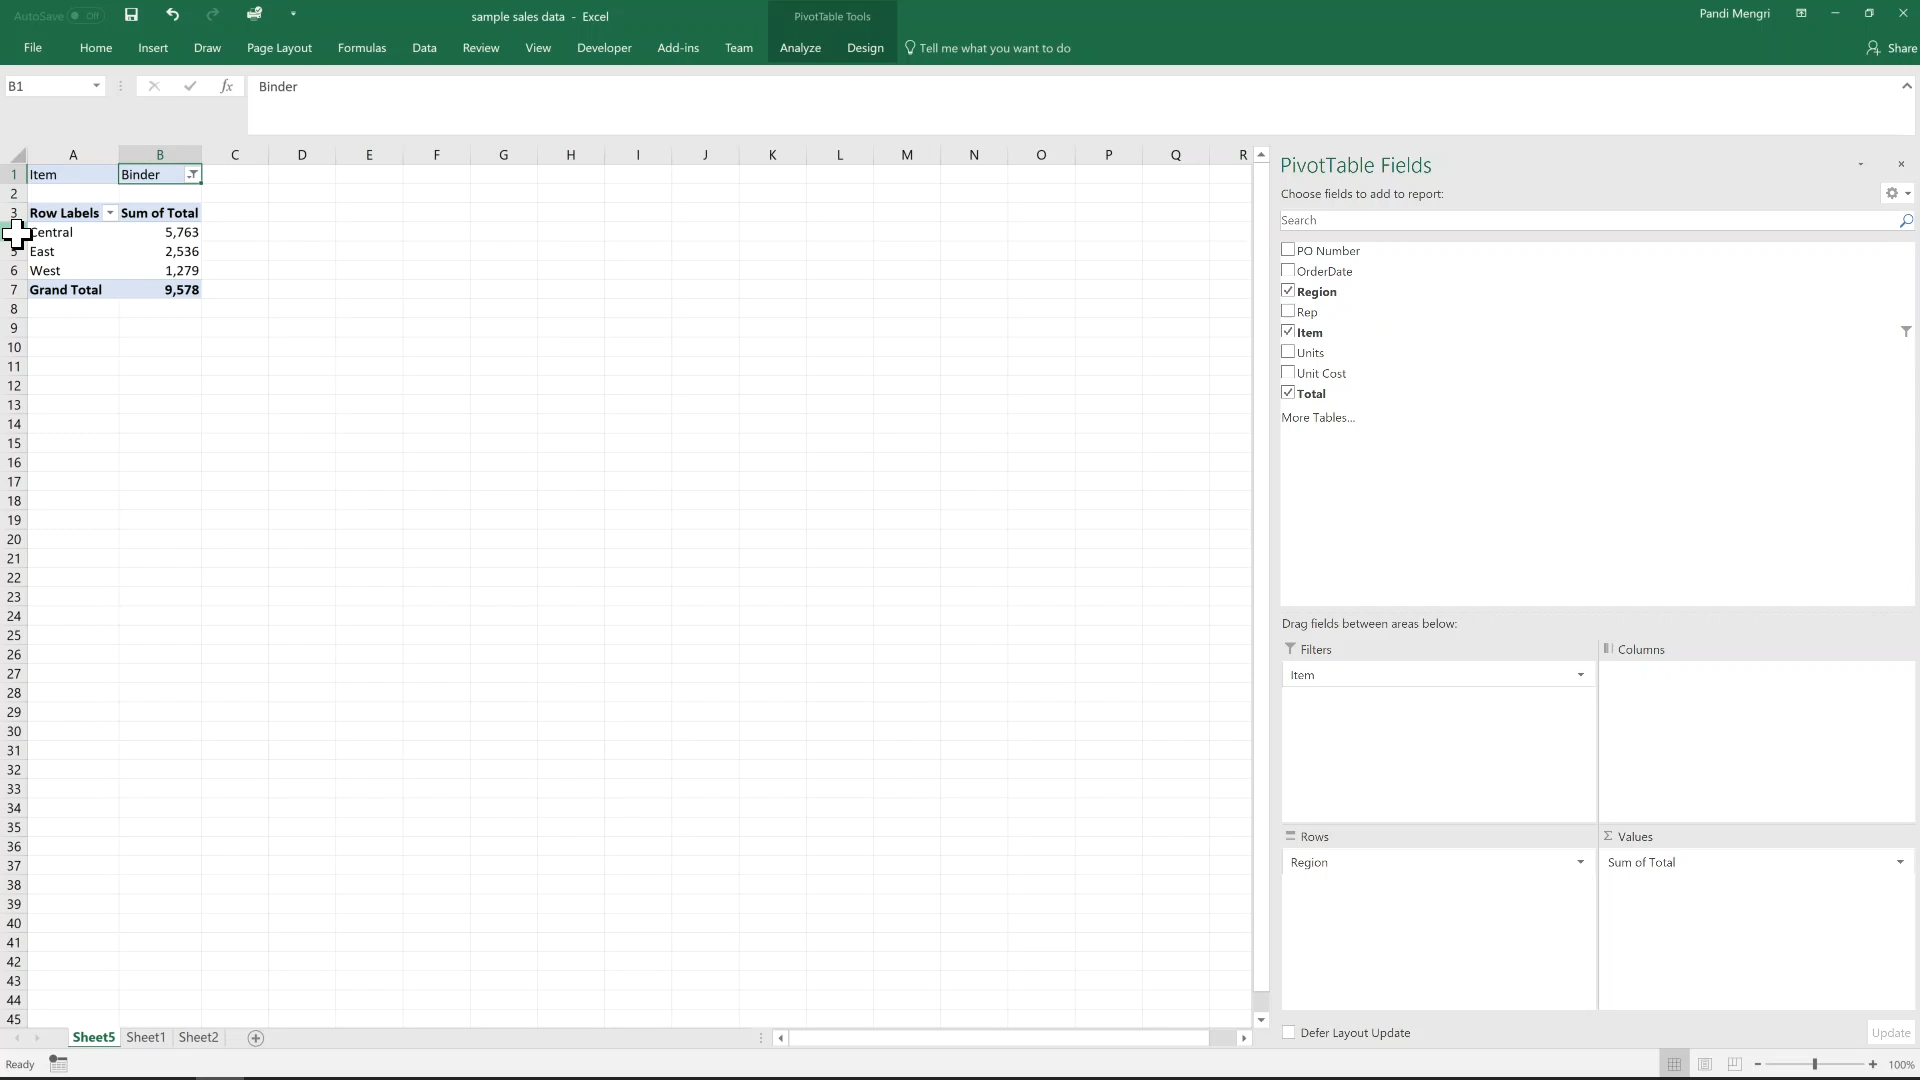 AutoSave Off
sample sales data - Excel
PivotTable Tools
Pandi Mengri
File Home Insert Draw Page Layout Formulas Data Review View Developer Add-ins Team Analyze Design Tell me what you want to do Share
B1 fx Binder
A B C D E F G H I J K L M N O P Q R
1 Item Binder
2
3 Row Labels Sum of Total
Central 5,763
5 East 2,536
6 West 1,279
7 Grand Total 9,578
8
9
10
11
12
13
14
15
16
17
18
19
20
21
22
23
24
25
26
27
28
29
30
31
32
33
34
35
36
37
38
39
40
41
42
43
44
45
PivotTable Fields
Choose fields to add to report:
Search
PO Number
OrderDate
Region
Rep
Item
Units
Unit Cost
Total
More Tables...
Drag fields between areas below:
Filters Columns
Item
Rows Σ Values
Region Sum of Total
Defer Layout Update Update
Sheet5 Sheet1 Sheet2
Ready 100%